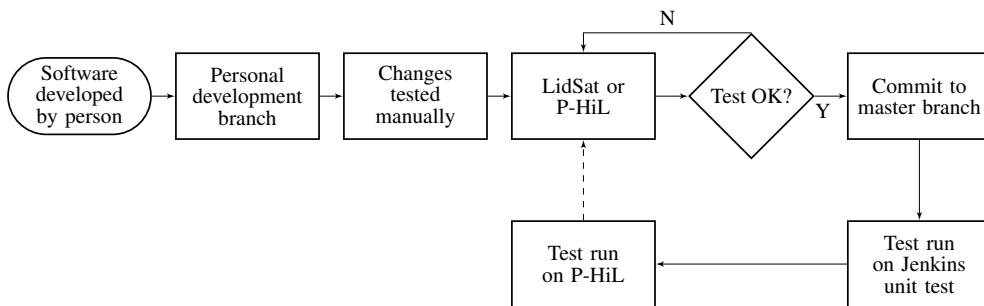 N
Software
developed
by person
Personal
development
branch
Changes
tested
manually
LidSat or
P-HiL
Test OK?
Y
Commit to
master branch
Test run
on P-HiL
Test run
on Jenkins
unit test